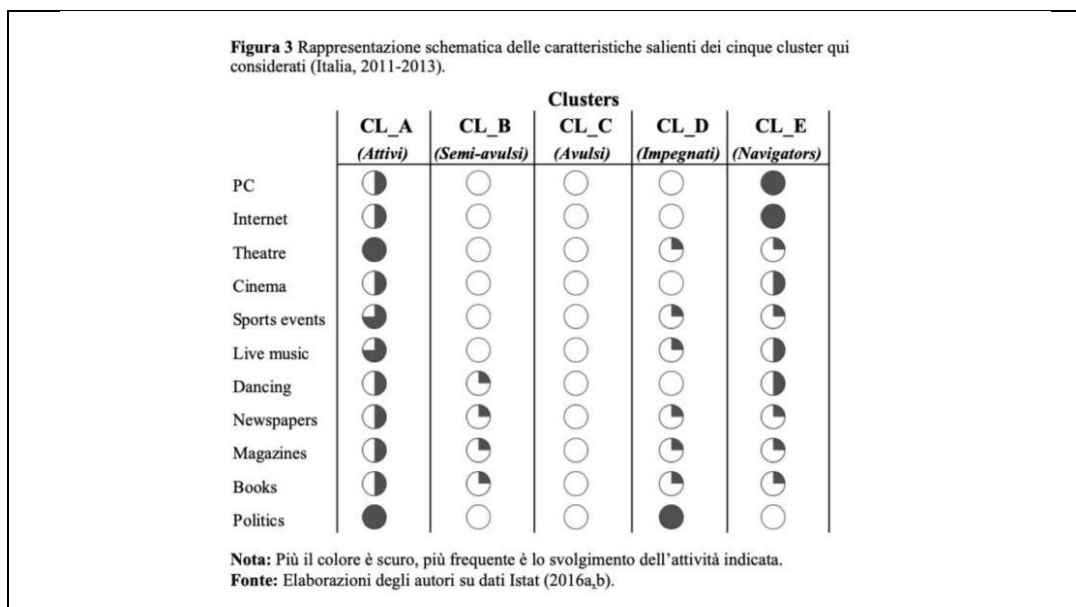 Figura 3 Rappresentazione schematica delle caratteristiche salienti dei cinque cluster qui
considerati (Italia, 2011-2013).
Clusters
CL_A CL_B CL_C CL_D CL_E
(Attivi) (Semi-avulsi) (Avulsi) (Impegnati) (Navigators)
PC
Internet
Theatre
Cinema
Sports events
Live music
Dancing
Newspapers
Magazines
Books
Politics
Nota: Più il colore è scuro, più frequente è lo svolgimento dell'attività indicata.
Fonte: Elaborazioni degli autori su dati Istat (2016a,b).